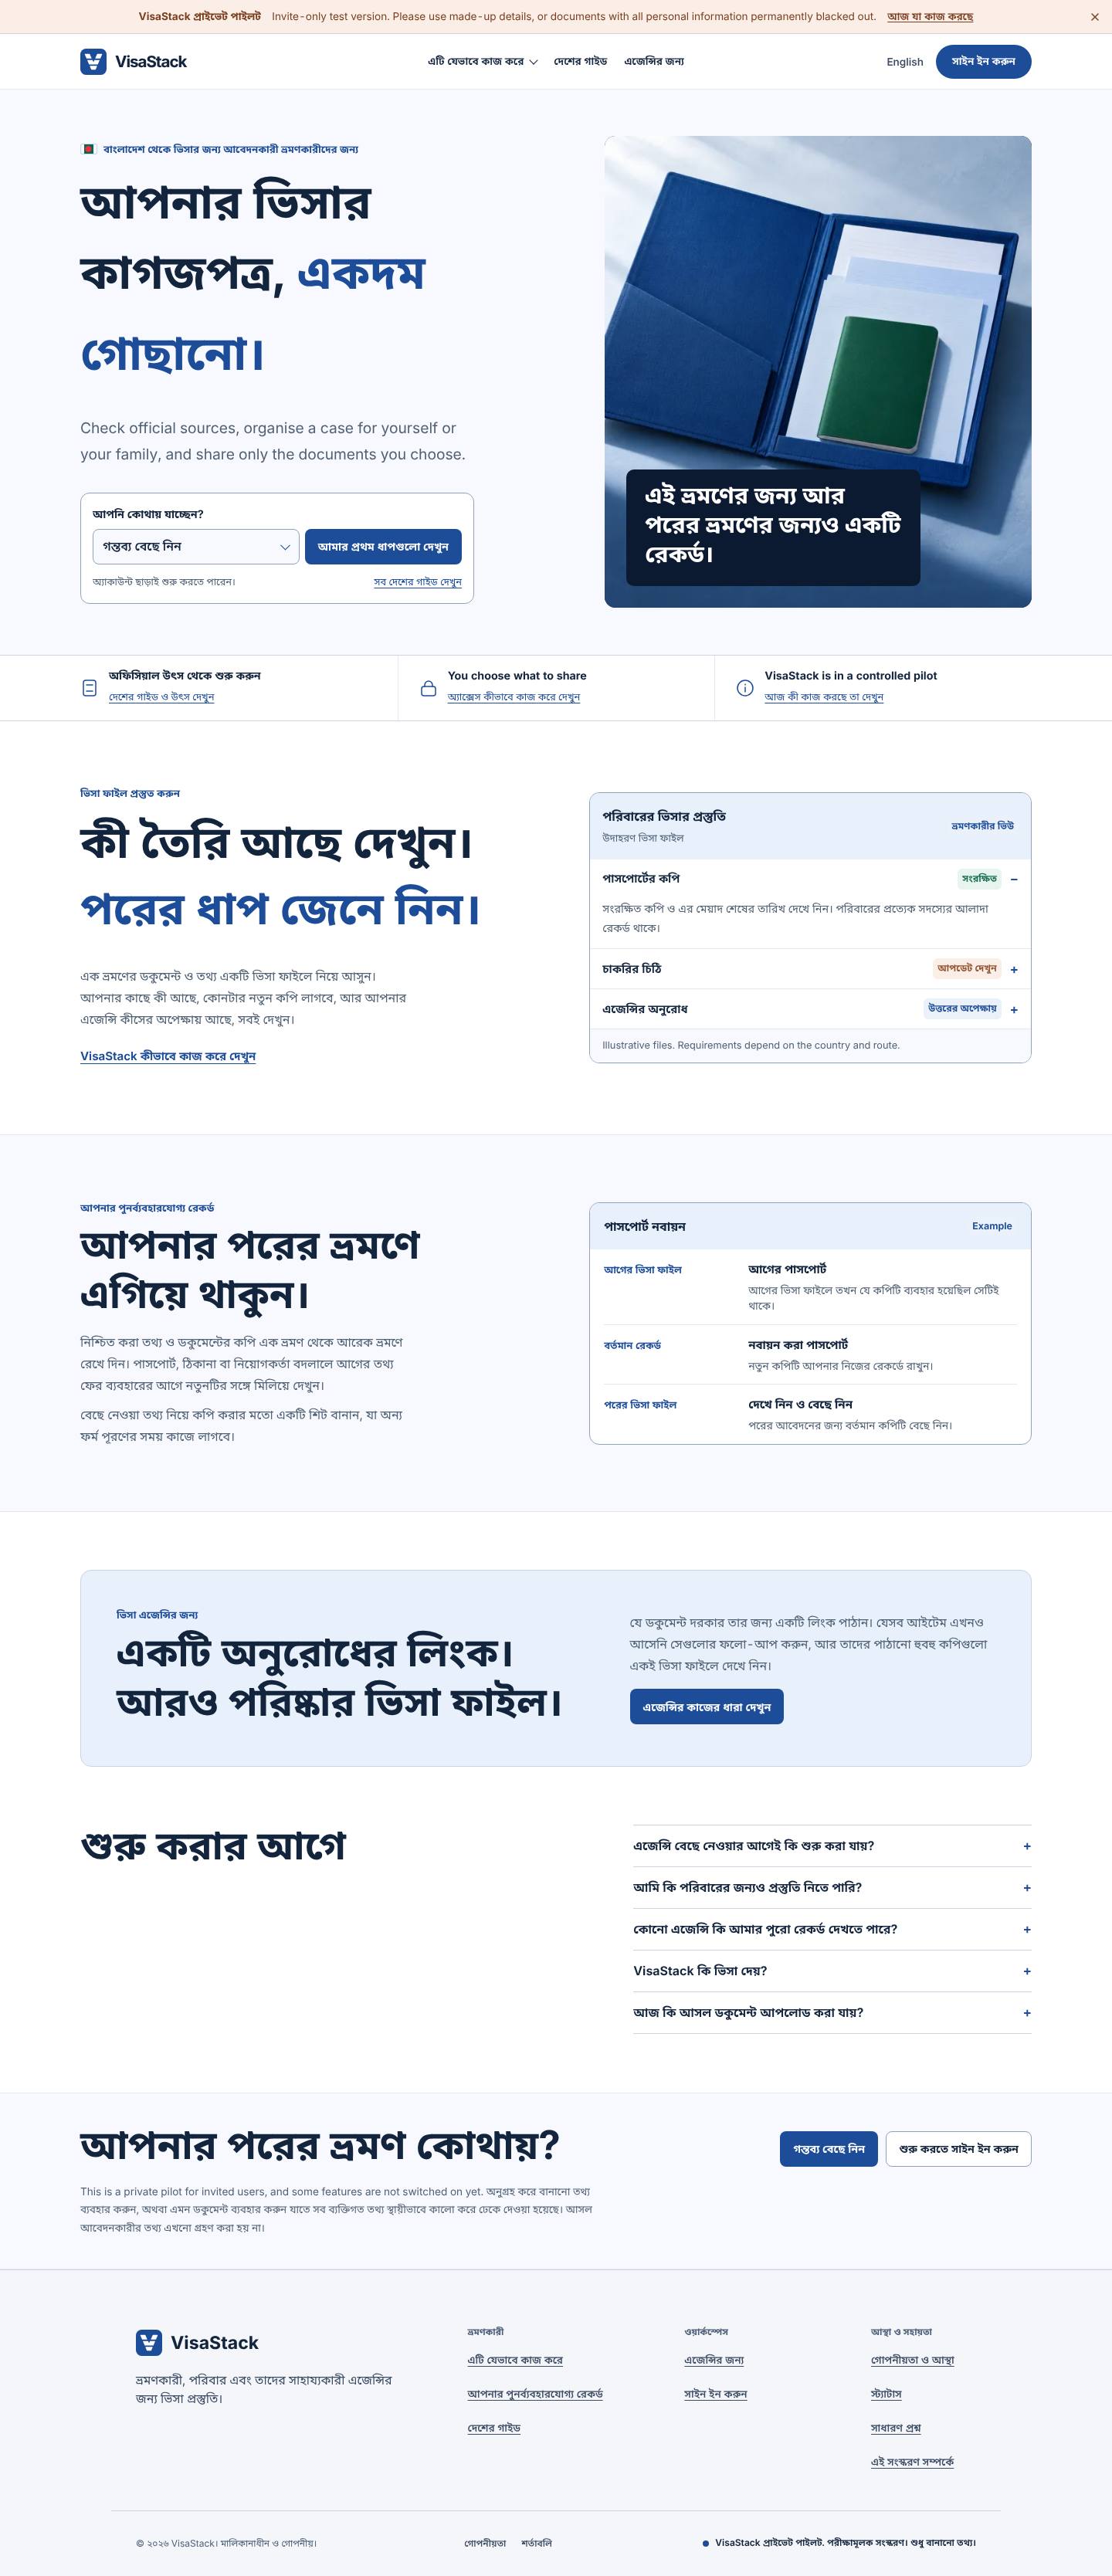 VisaStack প্রাইভেট পাইলট Invite-only test version. Please use made-up details, or documents with all personal information permanently blacked out. আজ যা কাজ করছে
VisaStack
এটি যেভাবে কাজ করে দেশের গাইড এজেন্সির জন্য
English সাইন ইন করুন
বাংলাদেশ থেকে ভিসার জন্য আবেদনকারী ভ্রমণকারীদের জন্য
আপনার ভিসার
কাগজপত্র, একদম
গোছানো।
Check official sources, organise a case for yourself or
your family, and share only the documents you choose.
আপনি কোথায় যাচ্ছেন?
গন্তব্য বেছে নিন আমার প্রথম ধাপগুলো দেখুন
অ্যাকাউন্ট ছাড়াই শুরু করতে পারেন। সব দেশের গাইড দেখুন
এই ভ্রমণের জন্য আর
পরের ভ্রমণের জন্যও একটি
রেকর্ড।
অফিসিয়াল উৎস থেকে শুরু করুন
দেশের গাইড ও উৎস দেখুন
You choose what to share
অ্যাক্সেস কীভাবে কাজ করে দেখুন
VisaStack is in a controlled pilot
আজ কী কাজ করছে তা দেখুন
ভিসা ফাইল প্রস্তুত করুন
কী তৈরি আছে দেখুন।
পরের ধাপ জেনে নিন।
এক ভ্রমণের ডকুমেন্ট ও তথ্য একটি ভিসা ফাইলে নিয়ে আসুন।
আপনার কাছে কী আছে, কোনটার নতুন কপি লাগবে, আর আপনার
এজেন্সি কীসের অপেক্ষায় আছে, সবই দেখুন।
VisaStack কীভাবে কাজ করে দেখুন
পরিবারের ভিসার প্রস্তুতি
উদাহরণ ভিসা ফাইল
ভ্রমণকারীর ভিউ
পাসপোর্টের কপি সংরক্ষিত −
সংরক্ষিত কপি ও এর মেয়াদ শেষের তারিখ দেখে নিন। পরিবারের প্রত্যেক সদস্যের আলাদা
রেকর্ড থাকে।
চাকরির চিঠি আপডেট দেখুন +
এজেন্সির অনুরোধ উত্তরের অপেক্ষায় +
Illustrative files. Requirements depend on the country and route.
আপনার পুনর্ব্যবহারযোগ্য রেকর্ড
আপনার পরের ভ্রমণে
এগিয়ে থাকুন।
নিশ্চিত করা তথ্য ও ডকুমেন্টের কপি এক ভ্রমণ থেকে আরেক ভ্রমণে
রেখে দিন। পাসপোর্ট, ঠিকানা বা নিয়োগকর্তা বদলালে আগের তথ্য
ফের ব্যবহারের আগে নতুনটির সঙ্গে মিলিয়ে দেখুন।
বেছে নেওয়া তথ্য নিয়ে কপি করার মতো একটি শিট বানান, যা অন্য
ফর্ম পূরণের সময় কাজে লাগবে।
পাসপোর্ট নবায়ন Example
আগের ভিসা ফাইল আগের পাসপোর্ট
আগের ভিসা ফাইলে তখন যে কপিটি ব্যবহার হয়েছিল সেটিই
থাকে।
বর্তমান রেকর্ড নবায়ন করা পাসপোর্ট
নতুন কপিটি আপনার নিজের রেকর্ডে রাখুন।
পরের ভিসা ফাইল দেখে নিন ও বেছে নিন
পরের আবেদনের জন্য বর্তমান কপিটি বেছে নিন।
ভিসা এজেন্সির জন্য
একটি অনুরোধের লিংক।
আরও পরিষ্কার ভিসা ফাইল।
যে ডকুমেন্ট দরকার তার জন্য একটি লিংক পাঠান। যেসব আইটেম এখনও
আসেনি সেগুলোর ফলো-আপ করুন, আর তাদের পাঠানো হুবহু কপিগুলো
একই ভিসা ফাইলে দেখে নিন।
এজেন্সির কাজের ধারা দেখুন
শুরু করার আগে
এজেন্সি বেছে নেওয়ার আগেই কি শুরু করা যায়? +
আমি কি পরিবারের জন্যও প্রস্তুতি নিতে পারি? +
কোনো এজেন্সি কি আমার পুরো রেকর্ড দেখতে পারে? +
VisaStack কি ভিসা দেয়? +
আজ কি আসল ডকুমেন্ট আপলোড করা যায়? +
আপনার পরের ভ্রমণ কোথায়?
গন্তব্য বেছে নিন শুরু করতে সাইন ইন করুন
This is a private pilot for invited users, and some features are not switched on yet. অনুগ্রহ করে বানানো তথ্য
ব্যবহার করুন, অথবা এমন ডকুমেন্ট ব্যবহার করুন যাতে সব ব্যক্তিগত তথ্য স্থায়ীভাবে কালো করে ঢেকে দেওয়া হয়েছে। আসল
আবেদনকারীর তথ্য এখনো গ্রহণ করা হয় না।
VisaStack
ভ্রমণকারী, পরিবার এবং তাদের সাহায্যকারী এজেন্সির
জন্য ভিসা প্রস্তুতি।
ভ্রমণকারী
এটি যেভাবে কাজ করে
আপনার পুনর্ব্যবহারযোগ্য রেকর্ড
দেশের গাইড
ওয়ার্কস্পেস
এজেন্সির জন্য
সাইন ইন করুন
আস্থা ও সহায়তা
গোপনীয়তা ও আস্থা
স্ট্যাটাস
সাধারণ প্রশ্ন
এই সংস্করণ সম্পর্কে
© ২০২৬ VisaStack। মালিকানাধীন ও গোপনীয়।
গোপনীয়তা শর্তাবলি
VisaStack প্রাইভেট পাইলট. পরীক্ষামূলক সংস্করণ। শুধু বানানো তথ্য।